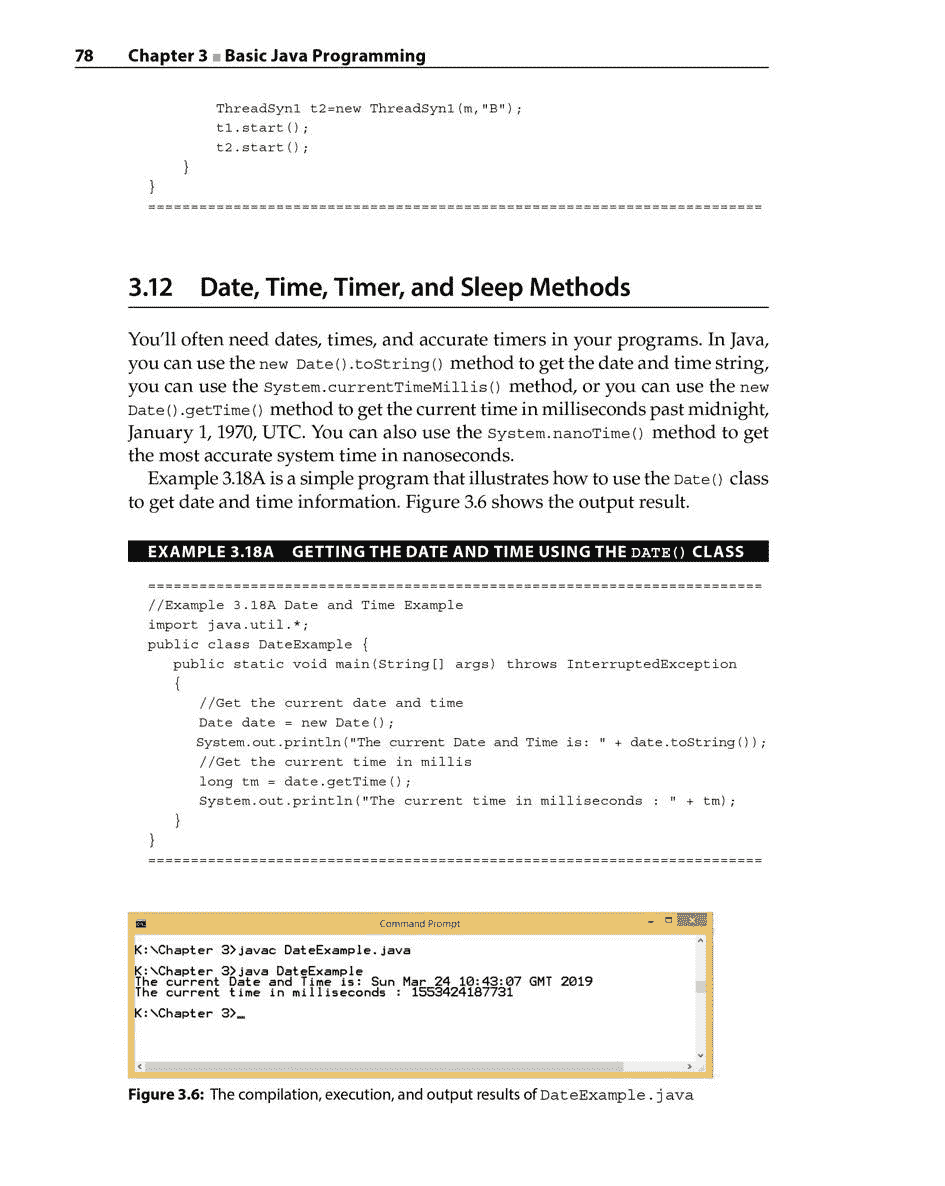 78 Chapter 3 ■ Basic Java Programming
ThreadSyn1 t2=new ThreadSyn1(m,"B");
t1.start();
t2.start();
}
}
========================================================================
3.12 Date, Time, Timer, and Sleep Methods
You'll often need dates, times, and accurate timers in your programs. In Java,
you can use the new Date().toString() method to get the date and time string,
you can use the System.currentTimeMillis() method, or you can use the new
Date().getTime() method to get the current time in milliseconds past midnight,
January 1, 1970, UTC. You can also use the System.nanoTime() method to get
the most accurate system time in nanoseconds.
Example 3.18A is a simple program that illustrates how to use the Date() class
to get date and time information. Figure 3.6 shows the output result.
EXAMPLE 3.18A GETTING THE DATE AND TIME USING THE DATE() CLASS
========================================================================
//Example 3.18A Date and Time Example
import java.util.*;
public class DateExample {
public static void main(String[] args) throws InterruptedException
{
//Get the current date and time
Date date = new Date();
System.out.println("The current Date and Time is: " + date.toString());
//Get the current time in millis
long tm = date.getTime();
System.out.println("The current time in milliseconds : " + tm);
}
}
========================================================================
Command Prompt
K:\Chapter 3>javac DateExample.java
K:\Chapter 3>java DateExample
The current Date and Time is: Sun Mar 24 10:43:07 GMT 2019
The current time in milliseconds : 1553424187731
K:\Chapter 3>_
Figure 3.6: The compilation, execution, and output results of DateExample.java